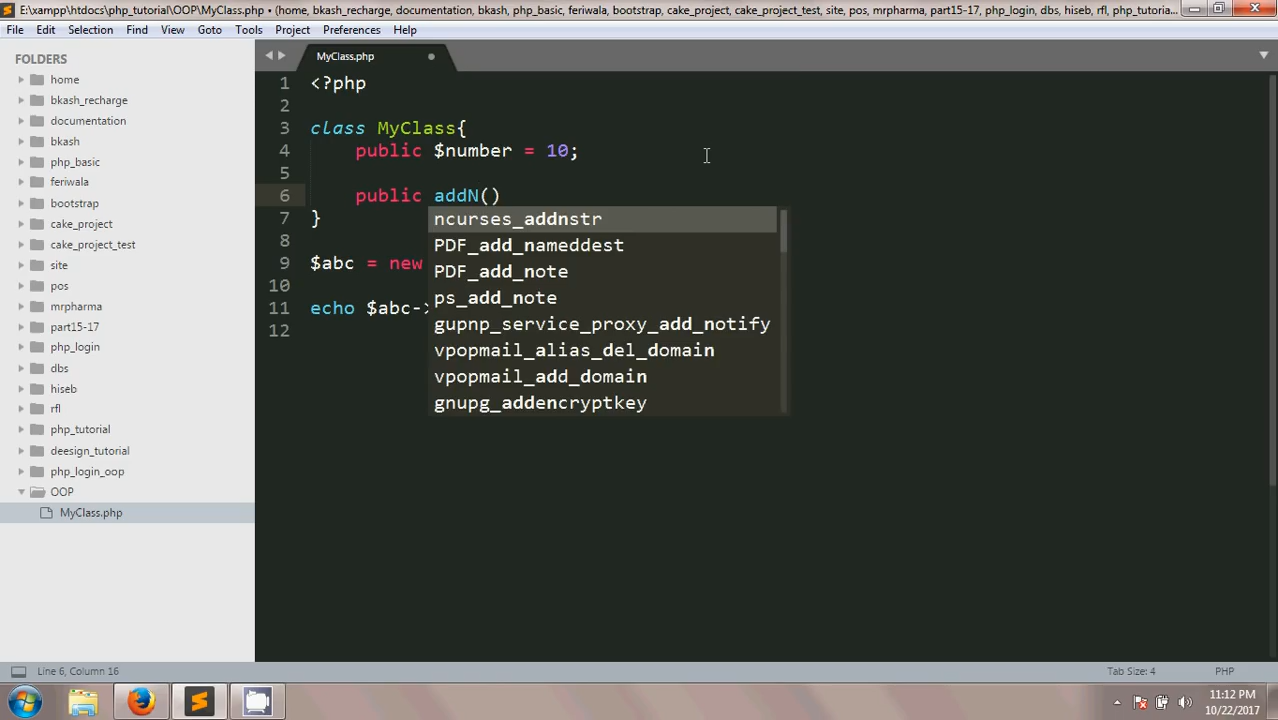 E:\xampp\htdocs\php_tutorial\OOP\MyClass.php • (home, bkash_recharge, documentation, bkash, php_basic, feriwala, bootstrap, cake_project, cake_project_test, site, pos, mrpharma, part15-17, php_login, dbs, hiseb, rfl, php_tutoria...
File Edit Selection Find View Goto Tools Project Preferences Help
FOLDERS
home
bkash_recharge
documentation
bkash
php_basic
feriwala
bootstrap
cake_project
cake_project_test
site
pos
mrpharma
part15-17
php_login
dbs
hiseb
rfl
php_tutorial
deesign_tutorial
php_login_oop
OOP
MyClass.php
MyClass.php
1 <?php
2
3 class MyClass{
4 public $number = 10;
5
6 public addN()
7 }
8
9 $abc = new
10
11 echo $abc->
12
ncurses_addnstr
PDF_add_nameddest
PDF_add_note
ps_add_note
gupnp_service_proxy_add_notify
vpopmail_alias_del_domain
vpopmail_add_domain
gnupg_addencryptkey
Line 6, Column 16
Tab Size: 4
PHP
11:12 PM
10/22/2017